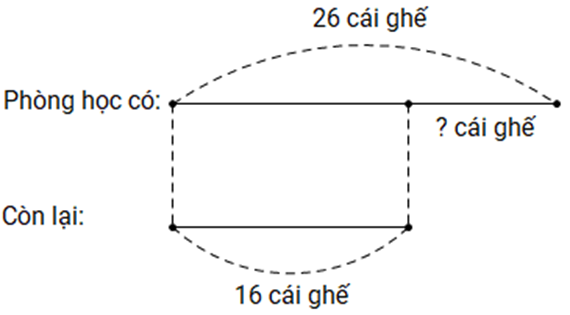 26 cái ghế
Phòng học có:
? cái ghế
Còn lại:
16 cái ghế